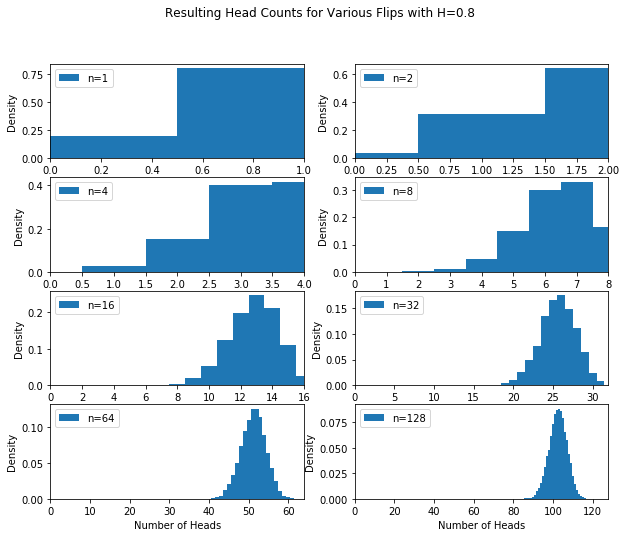 Resulting Head Counts for Various Flips with H=0.8
Density
0.75
0.50
0.25
0.00
n=1
0.0 0.2 0.4 0.6 0.8 1.0
Density
0.6
0.4
0.2
0.0
n=2
0.00 0.25 0.50 0.75 1.00 1.25 1.50 1.75 2.00
Density
0.4
0.2
0.0
n=4
0.0 0.5 1.0 1.5 2.0 2.5 3.0 3.5 4.0
Density
0.3
0.2
0.1
0.0
n=8
0 1 2 3 4 5 6 7 8
Density
0.2
0.1
0.0
n=16
0 2 4 6 8 10 12 14 16
Density
0.15
0.10
0.05
0.00
n=32
0 5 10 15 20 25 30
Density
0.10
0.05
0.00
n=64
0 10 20 30 40 50 60
Number of Heads
Density
0.075
0.050
0.025
0.000
n=128
0 20 40 60 80 100 120
Number of Heads